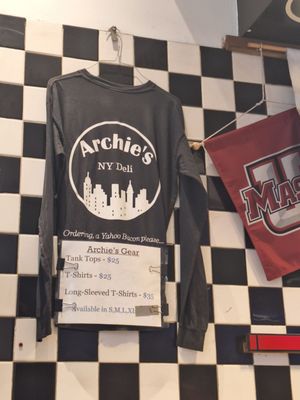 Archie's
NY Deli
Ordering, a Yahoo Bacon please...
Archie's Gear
Tank Tops - $25
T-Shirts - $25
Long-Sleeved T-Shirts - $35
Available in S,M,L,XL
U
MASS